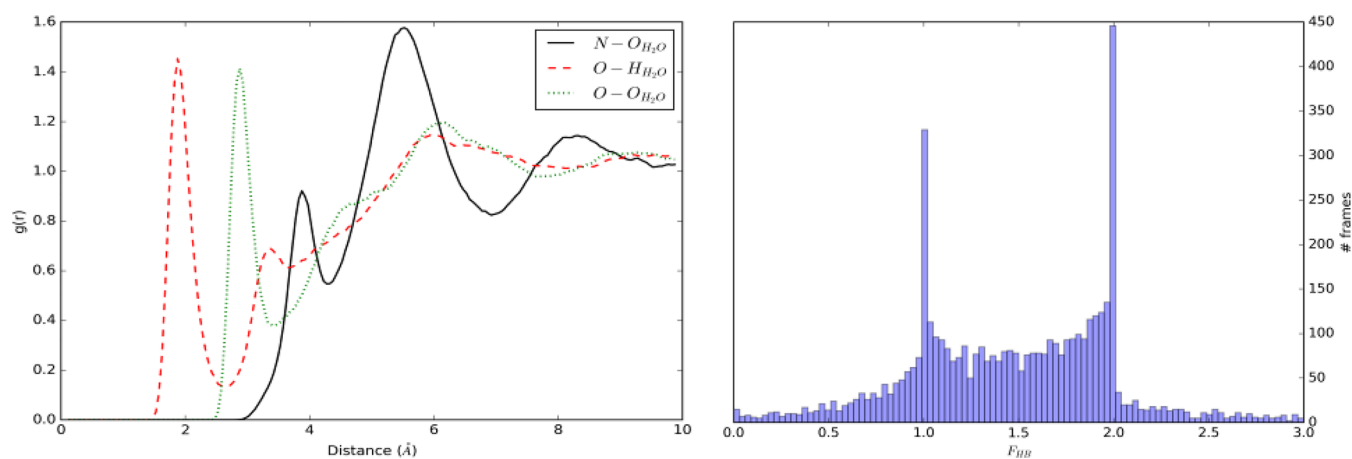 1.6
1.4
1.2
1.0
0.8
0.6
0.4
0.2
0.0
g(r)
0 2 4 6 8 10
Distance (Å)
N − O_{H₂O}
O − H_{H₂O}
O − O_{H₂O}
450
400
350
300
250
200
150
100
50
0
# frames
0.0 0.5 1.0 1.5 2.0 2.5 3.0
F_{HB}